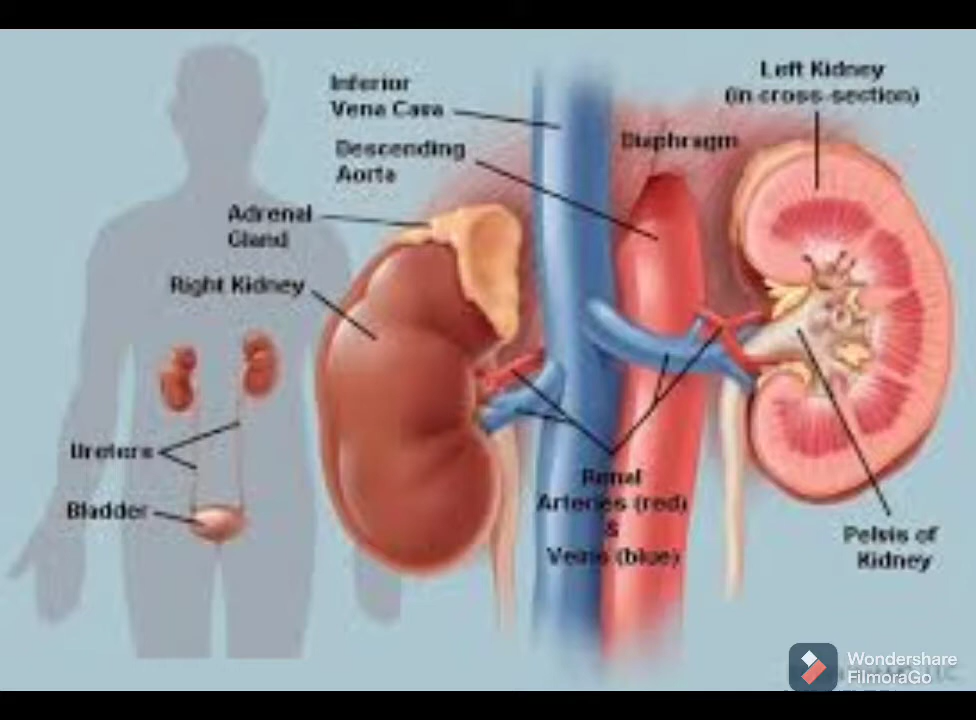 Inferior
Vena Cava
Descending
Aorta
Adrenal
Gland
Right Kidney
Diaphragm
Left Kidney
(in cross-section)
Ureters
Bladder
Renal
Arteries (red)
&
Veins (blue)
Pelvis of
Kidney
Wondershare
FilmoraGo